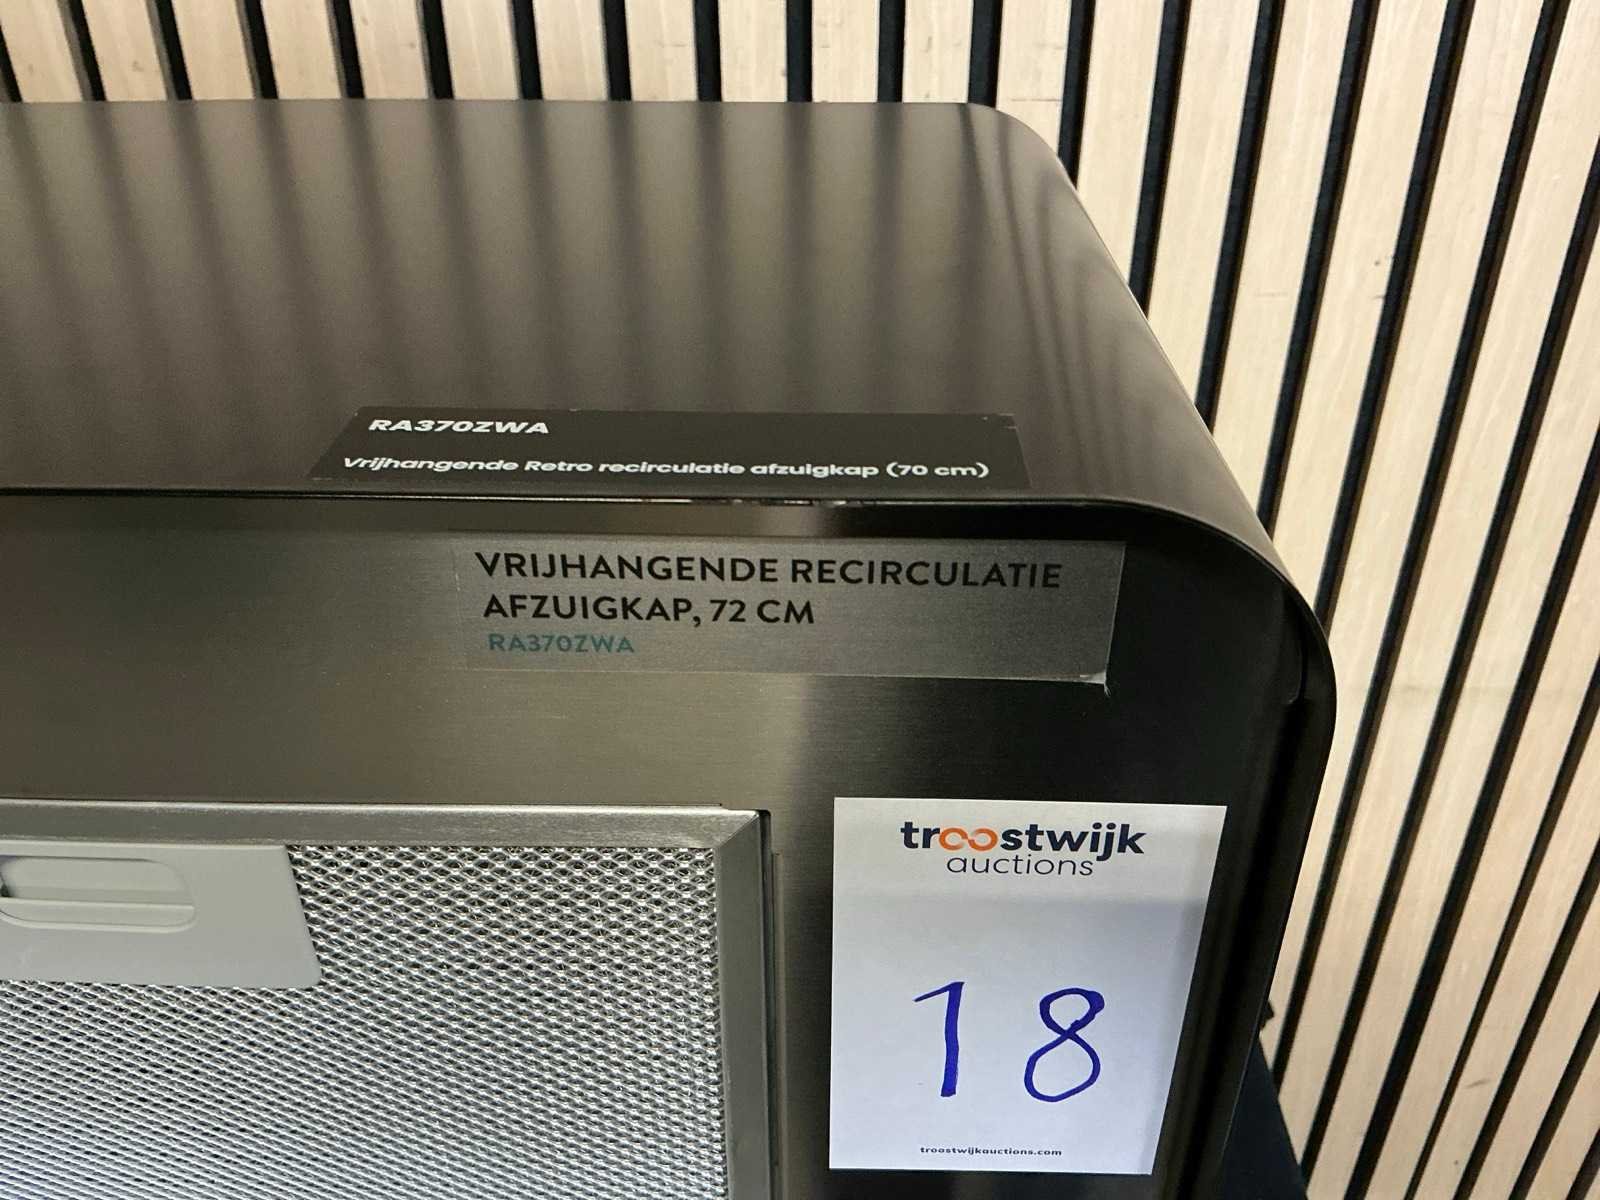 RA370ZWA
Vrijhangende Retro recirculatie afzuigkap (70 cm)
VRIJHANGENDE RECIRCULATIE
AFZUIGKAP, 72 CM
RA370ZWA
troostwijk
auctions
18
troostwijkauctions.com